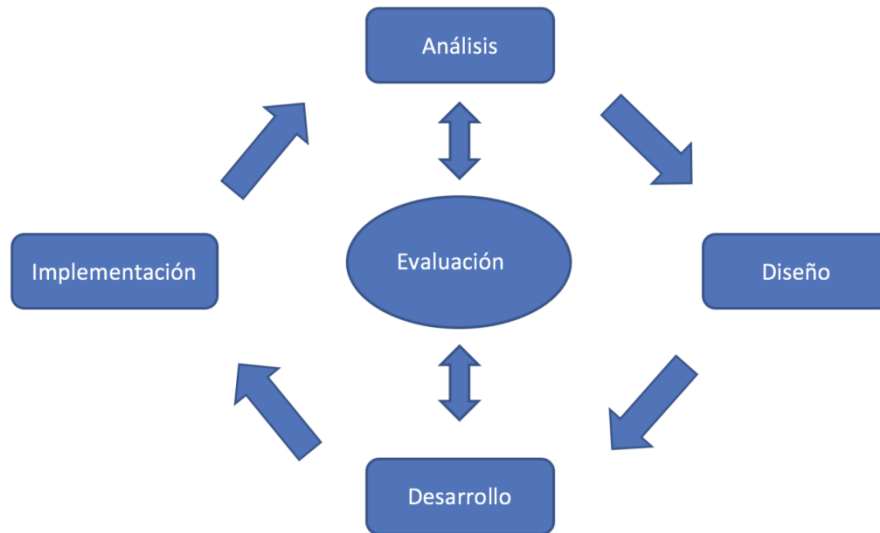 Análisis
Implementación
Evaluación
Diseño
Desarrollo